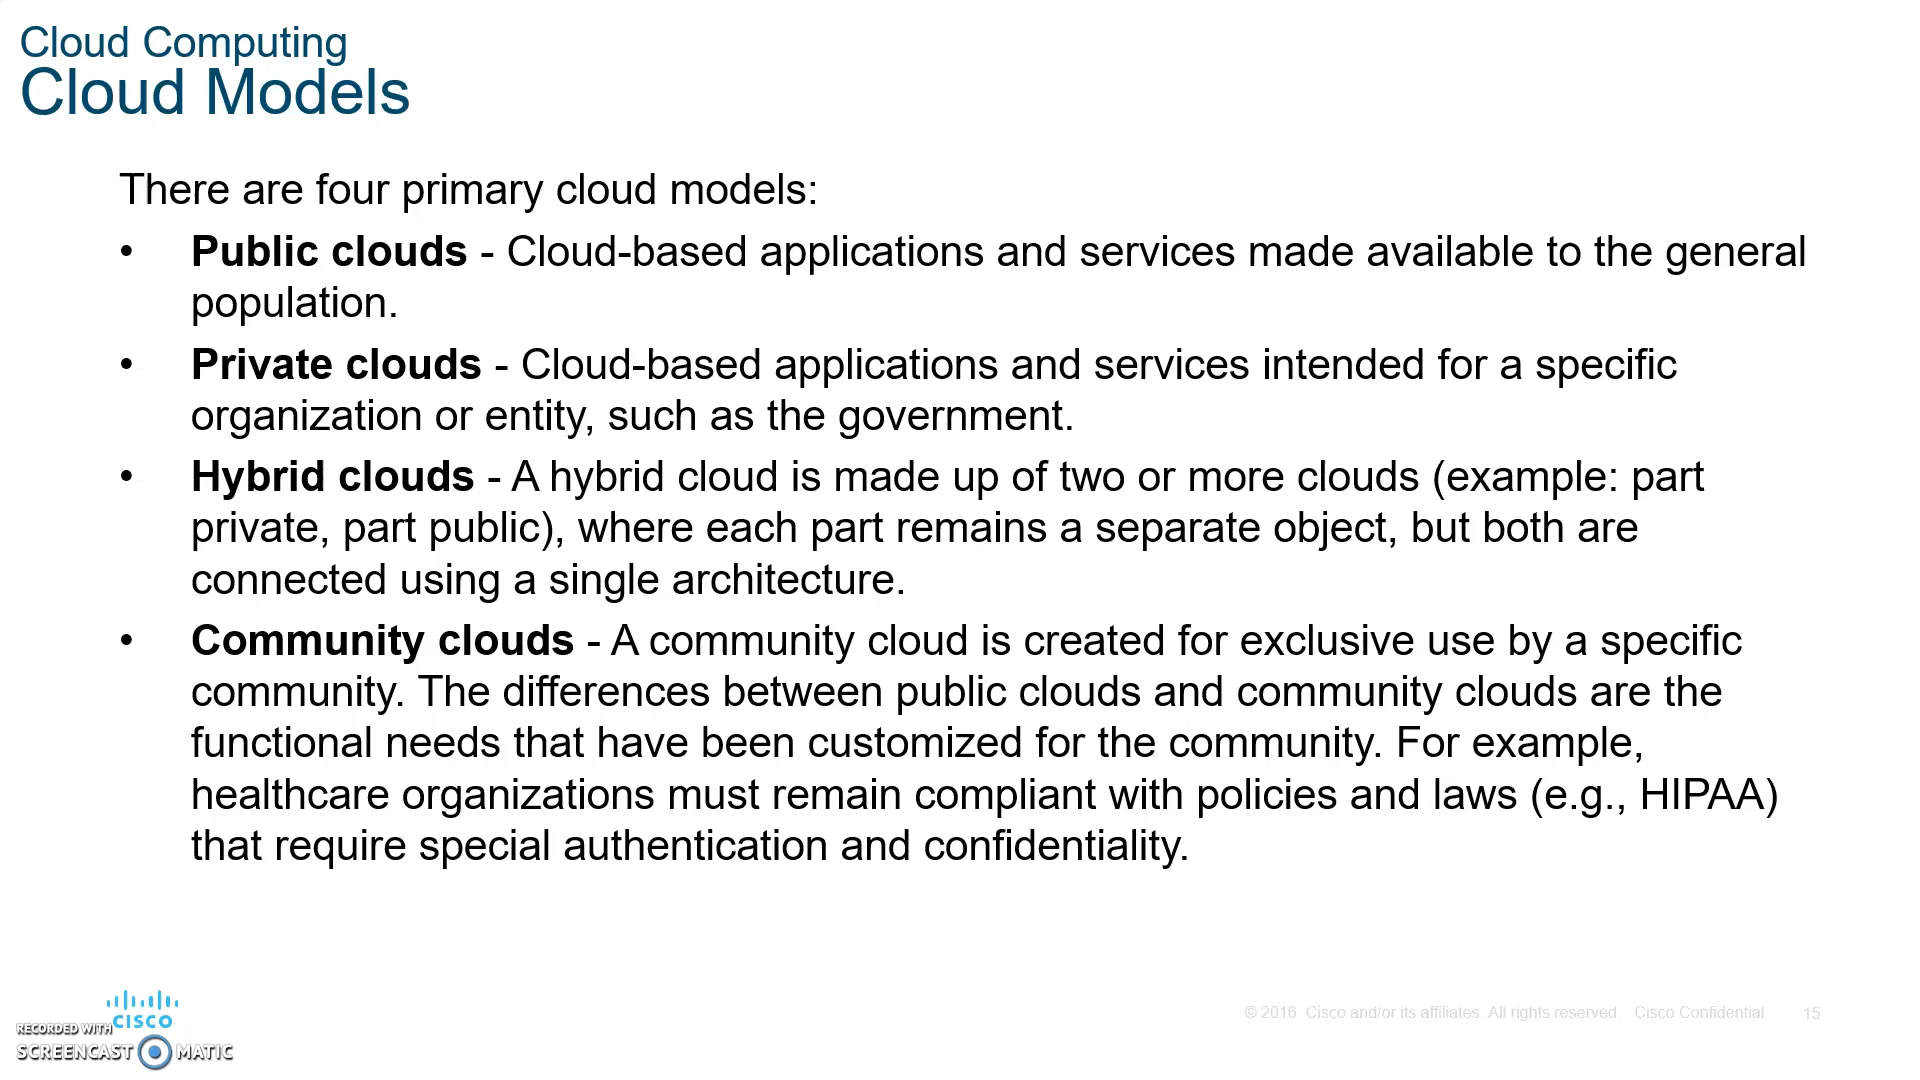 Cloud Computing
Cloud Models
There are four primary cloud models:
• Public clouds - Cloud-based applications and services made available to the general
population.
• Private clouds - Cloud-based applications and services intended for a specific
organization or entity, such as the government.
• Hybrid clouds - A hybrid cloud is made up of two or more clouds (example: part
private, part public), where each part remains a separate object, but both are
connected using a single architecture.
• Community clouds - A community cloud is created for exclusive use by a specific
community. The differences between public clouds and community clouds are the
functional needs that have been customized for the community. For example,
healthcare organizations must remain compliant with policies and laws (e.g., HIPAA)
that require special authentication and confidentiality.
CISCO
RECORDED WITH
SCREENCAST MATIC
© 2016 Cisco and/or its affiliates. All rights reserved. Cisco Confidential 15